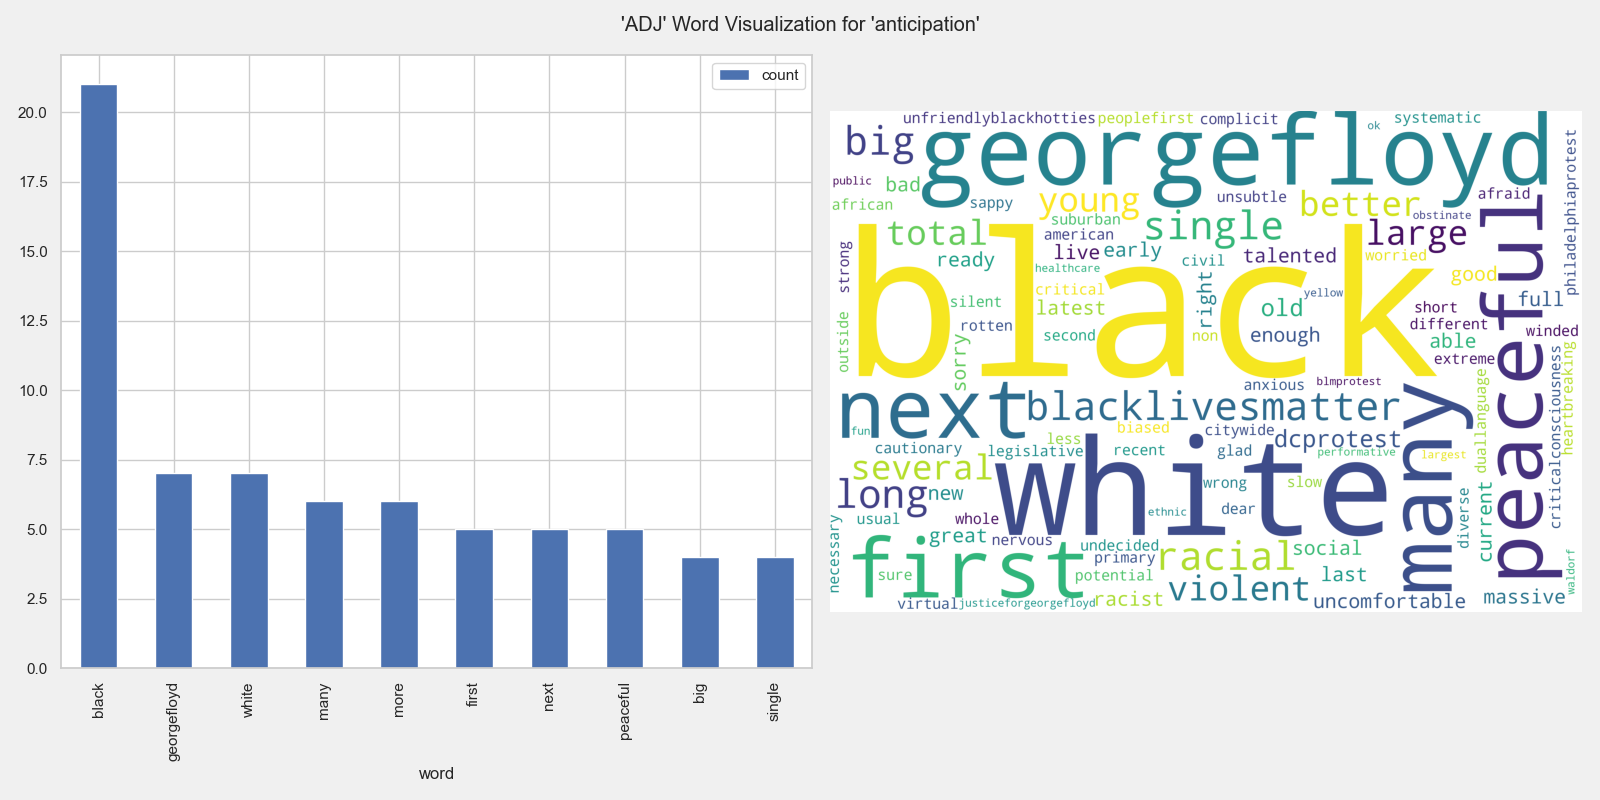 'ADJ' Word Visualization for 'anticipation'
count
20.0
17.5
15.0
12.5
10.0
7.5
5.0
2.5
0.0
black
georgefloyd
white
many
more
first
next
peaceful
big
single
word
unfriendlyblackhotties peoplefirst complicit ok systematic
big georgefloyd
public bad african sappy young unsubtle better afraid obstinate philadelphiaprotest
suburban american total single large peaceful
strong ready live early civil talented worried
healthcare critical right good
black
silent latest old yellow full
outside rotten second non enough short different winded
sorry able extreme
anxious blmprotest
next blacklivesmatter many
fun less biased citywide dcprotest duallanguage criticalconsciousness heartbreaking
cautionary legislative recent glad performative largest
several white
long new wrong slow
usual whole ethnic dear diverse current
necessary great nervous undecided
first primary racial social
sure potential violent last
virtual justiceforgeorgefloyd racist uncomfortable massive waldorf